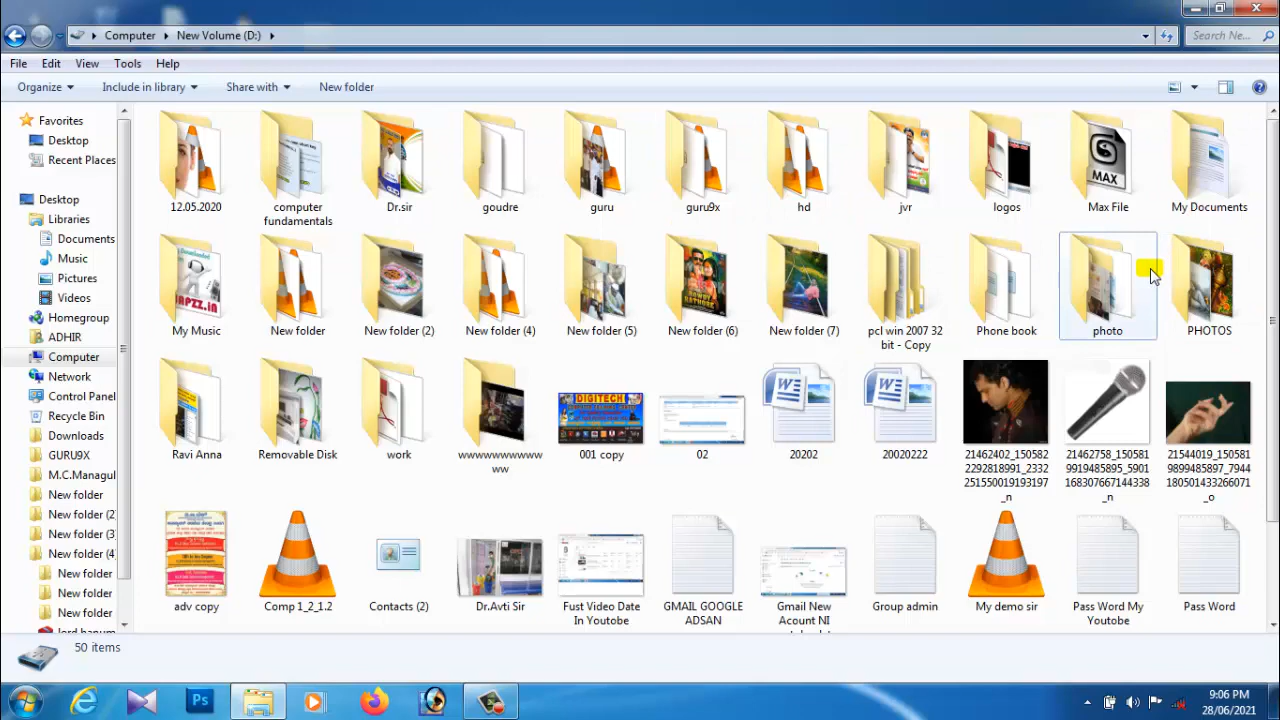 Computer
New Volume (D:)
Search Ne...
File
Edit
View
Tools
Help
Organize
Include in library
Share with
New folder
Favorites
Desktop
Recent Places
Desktop
Libraries
Documents
Music
Pictures
Videos
Homegroup
ADHIR
Computer
Network
Control Panel
Recycle Bin
Downloads
GURU9X
M.C.Managul
New folder
New folder (2
New folder (3
New folder (4
New folder
New folder
New folder
12.05.2020
computer
fundamentals
Dr.sir
goudre
guru
guru9x
hd
jvr
logos
MAX
Max File
My Documents
APZZ.IN
My Music
New folder
New folder (2)
New folder (4)
New folder (5)
New folder (6)
New folder (7)
pcl win 2007 32
bit - Copy
Phone book
photo
PHOTOS
Ravi Anna
Removable Disk
work
wwwwwwwwwww
ww
DIGITECH
001 copy
02
20202
20020222
21462402_150582
2292818991_2332
251550019193197
_n
21462758_150581
9919485895_5901
168307667144338
_n
21544019_150581
9899485897_7944
180501433266071
_o
adv copy
Comp 1_2_1.2
Contacts (2)
Dr.Avti Sir
Fust Video Date
In Youtobe
GMAIL GOOGLE
ADSAN
Gmail New
Acount NI
Group admin
My demo sir
Pass Word My
Youtobe
Pass Word
50 items
Ps
9:06 PM
28/06/2021